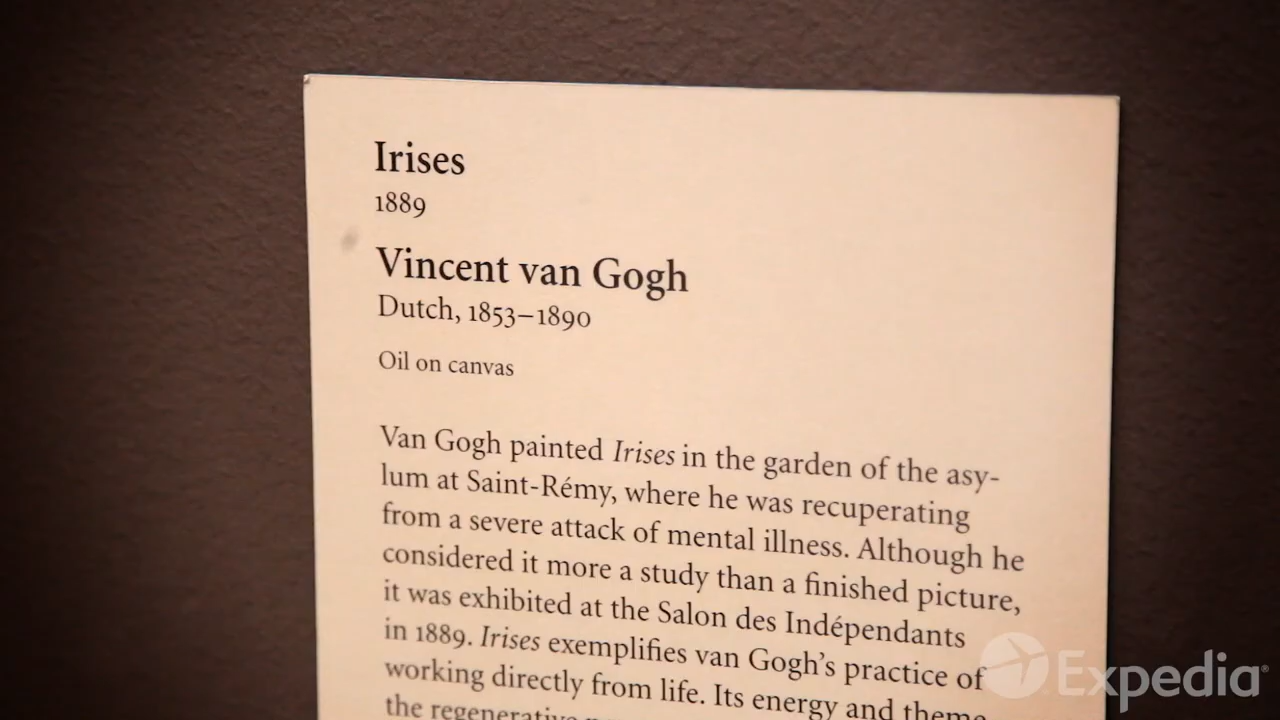 Irises
1889
Vincent van Gogh
Dutch, 1853–1890
Oil on canvas
Van Gogh painted Irises in the garden of the asy-
lum at Saint-Rémy, where he was recuperating
from a severe attack of mental illness. Although he
considered it more a study than a finished picture,
it was exhibited at the Salon des Indépendants
in 1889. Irises exemplifies van Gogh's practice of
working directly from life. Its energy and theme
the regenerative
Expedia®